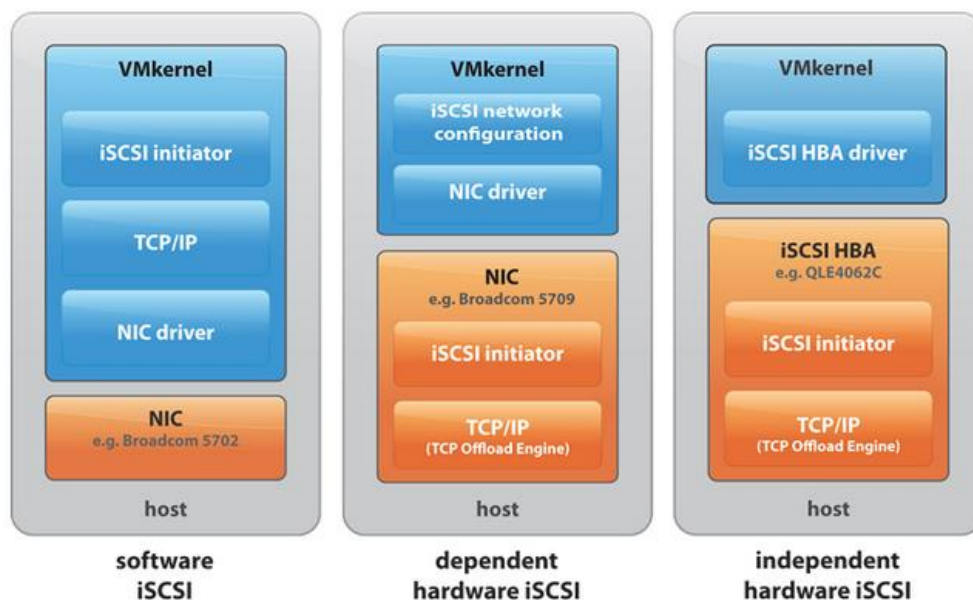 VMkernel
iSCSI initiator
TCP/IP
NIC driver
NIC
e.g. Broadcom 5702
host
software
iSCSI
VMkernel
iSCSI network
configuration
NIC driver
NIC
e.g. Broadcom 5709
iSCSI initiator
TCP/IP
(TCP Offload Engine)
host
dependent
hardware iSCSI
VMkernel
iSCSI HBA driver
iSCSI HBA
e.g. QLE4062C
iSCSI initiator
TCP/IP
(TCP Offload Engine)
host
independent
hardware iSCSI